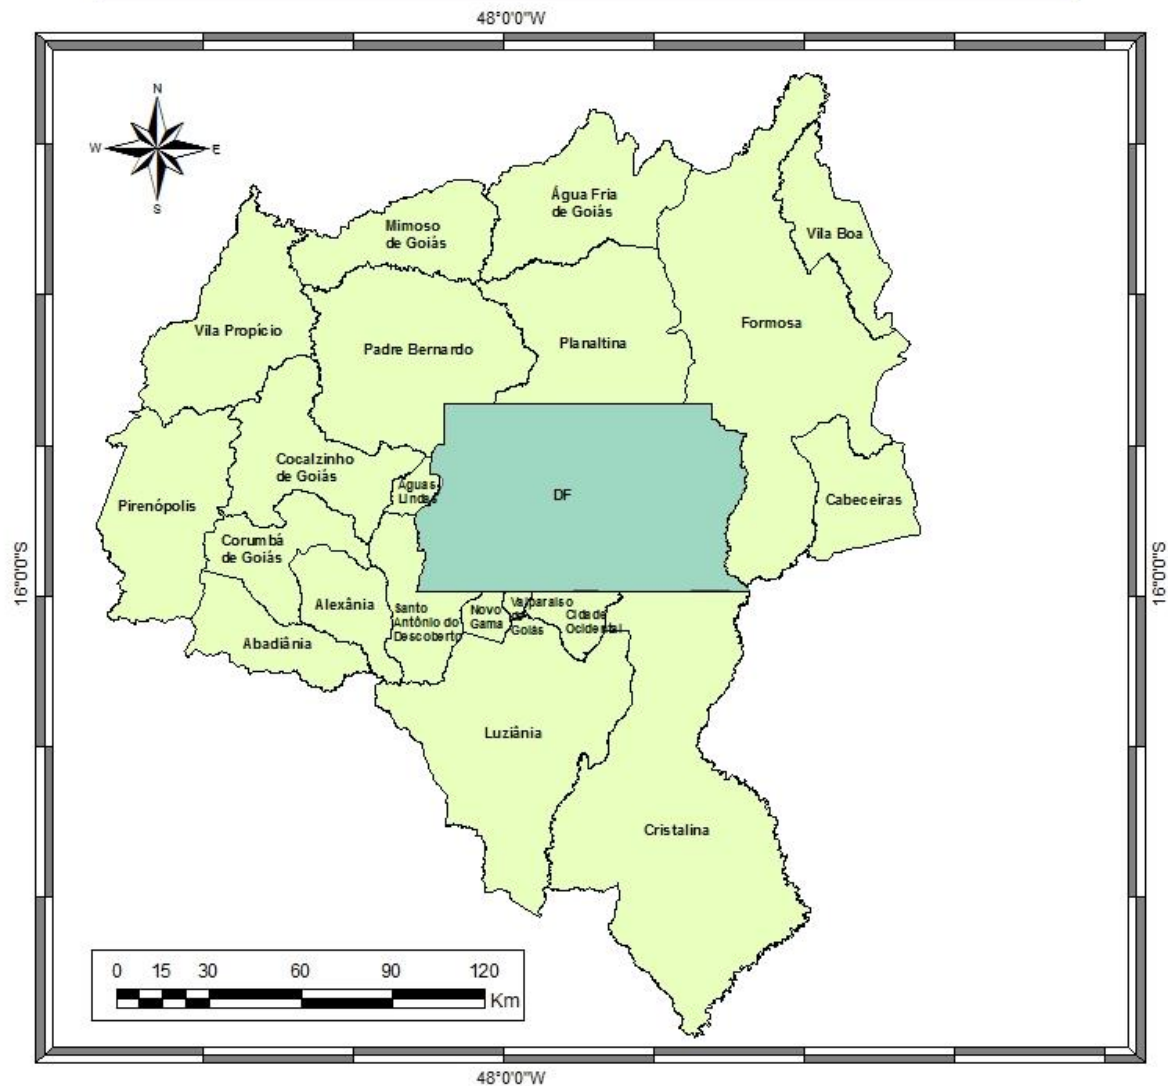 48°0'0"W
N
W
E
S
Água Fria
de Goiás
Mimoso
de Goiás
Vila Boa
Vila Propício
Formosa
Padre Bernardo
Planaltina
Cocalzinho
de Goiás
Águas
Lindas
DF
Cabeceiras
Pirenópolis
Corumbá
de Goiás
16°0'0"S
16°0'0"S
Alexânia
Santo
Antônio do
Descoberto
Novo
Gama
Valparaiso
de
Goiás
Cidade
Ocidental
Abadiânia
Luziânia
Cristalina
0 15 30 60 90 120
Km
48°0'0"W